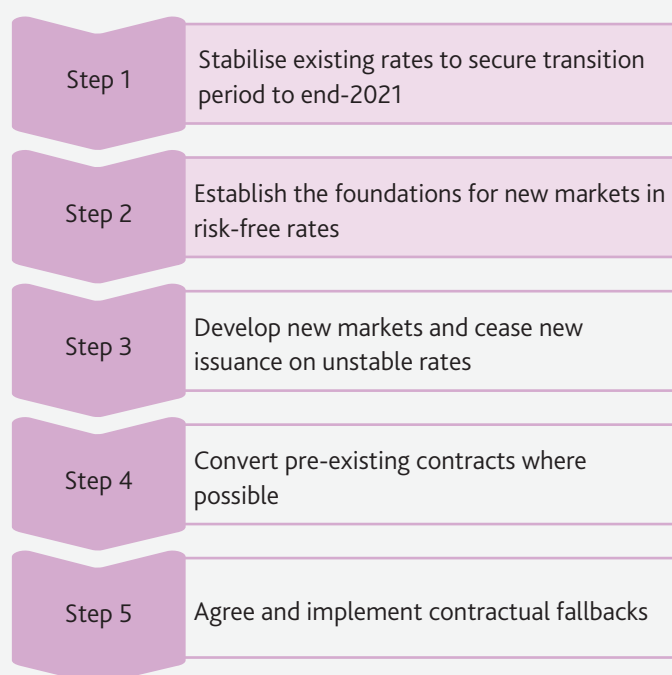 Step 1
Stabilise existing rates to secure transition
period to end-2021
Step 2
Establish the foundations for new markets in
risk-free rates
Step 3
Develop new markets and cease new
issuance on unstable rates
Step 4
Convert pre-existing contracts where
possible
Step 5
Agree and implement contractual fallbacks